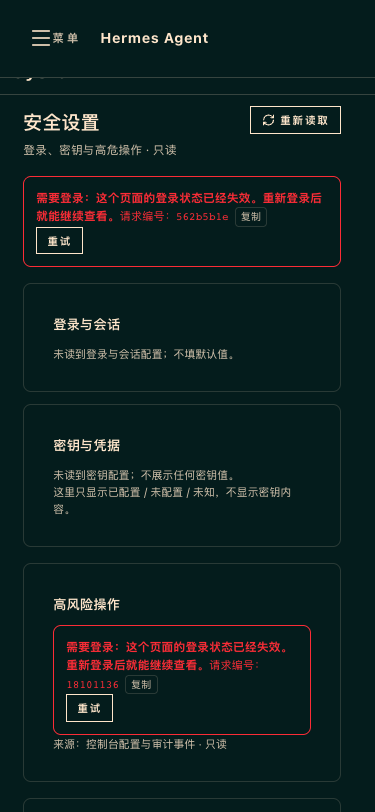 菜单
Hermes Agent
安全设置
重新读取
登录、密钥与高危操作 · 只读
需要登录：这个页面的登录状态已经失效。重新登录后
就能继续查看。请求编号：562b5b1e 复制
重试
登录与会话
未读到登录与会话配置；不填默认值。
密钥与凭据
未读到密钥配置；不展示任何密钥值。
这里只显示已配置 / 未配置 / 未知，不显示密钥内
容。
高风险操作
需要登录：这个页面的登录状态已经失效。
重新登录后就能继续查看。请求编号：
18101136 复制
重试
来源：控制台配置与审计事件 · 只读